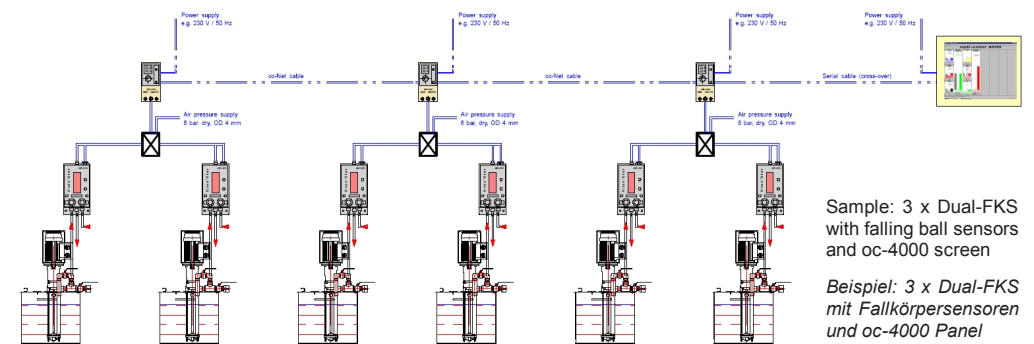 Power supply
e.g. 230 V / 50 Hz
Power supply
e.g. 230 V / 50 Hz
Power supply
e.g. 230 V / 50 Hz
Power supply
e.g. 230 V / 50 Hz
opti-color 4000
oc-Net cable
oc-Net cable
Serial cable (cross-over)
Air pressure supply
6 bar, dry, OD 4 mm
Air pressure supply
6 bar, dry, OD 4 mm
Air pressure supply
6 bar, dry, OD 4 mm
Sample: 3 x Dual-FKS
with falling ball sensors
and oc-4000 screen
Beispiel: 3 x Dual-FKS
mit Fallkörpersensoren
und oc-4000 Panel